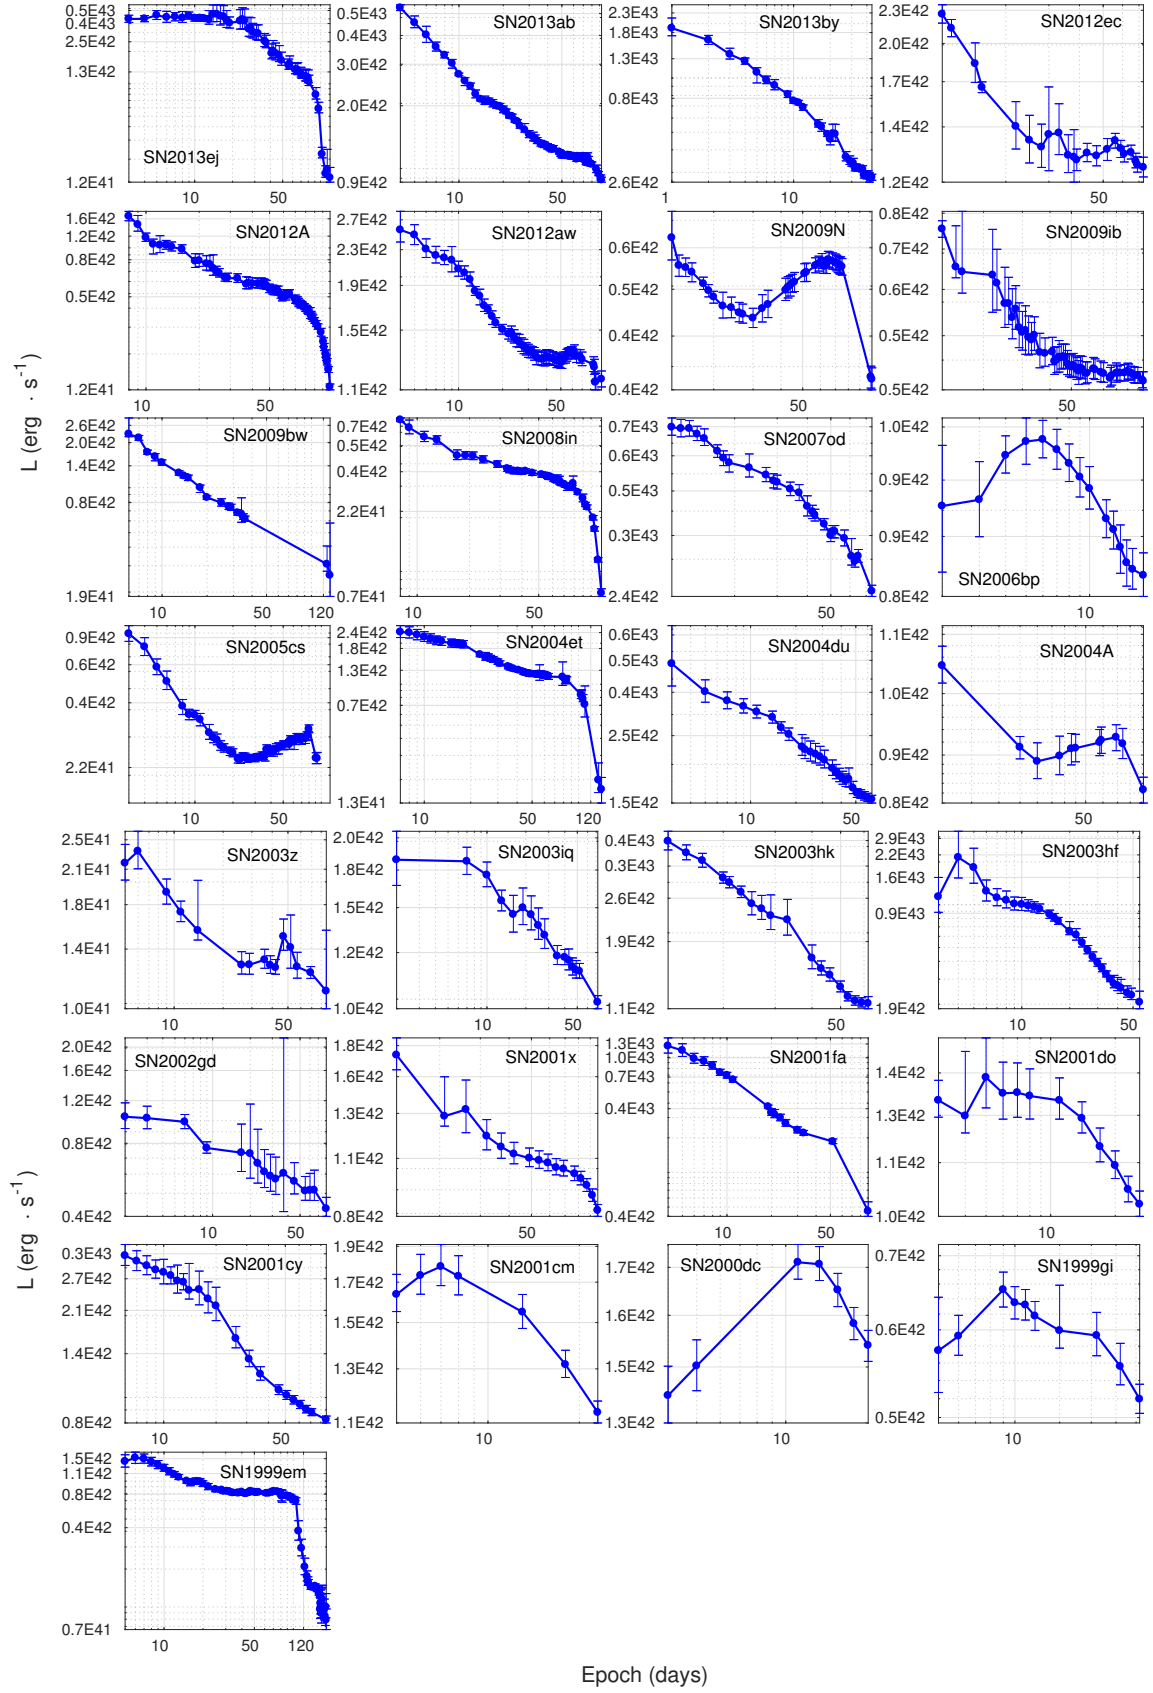 SN2013ej
0.5E43
0.4E43
2.5E42
1.3E42
1.2E41
10
50
SN2013ab
0.5E43
0.4E43
3.0E42
2.0E42
0.9E42
10
50
SN2013by
2.3E43
1.8E43
1.3E43
0.8E43
2.6E42
1
10
SN2012ec
2.2E42
2.0E42
1.7E42
1.4E42
1.2E42
50
L (erg · s-1)
SN2012A
1.6E42
1.2E42
0.8E42
0.5E42
1.2E41
10
50
SN2012aw
2.7E42
2.3E42
1.9E42
1.5E42
1.1E42
10
50
SN2009N
0.6E42
0.5E42
0.4E42
0.4E42
50
SN2009ib
0.8E42
0.7E42
0.6E42
0.5E42
0.5E42
50
SN2009bw
2.6E42
2.0E42
1.4E42
0.8E42
1.9E41
10
50
120
SN2008in
0.7E42
0.5E42
0.4E42
2.2E41
0.7E41
10
50
SN2007od
0.7E43
0.5E43
0.3E43
2.4E42
50
SN2006bp
1.0E42
0.9E42
0.9E42
0.8E42
10
SN2005cs
0.9E42
0.6E42
0.4E42
2.2E41
10
50
SN2004et
2.4E42
1.3E42
0.7E42
1.3E41
10
50
120
SN2004du
0.6E43
0.5E43
0.4E43
2.5E42
1.5E42
10
50
SN2004A
1.1E42
1.0E42
0.9E42
0.8E42
50
SN2003z
2.5E41
2.1E41
1.8E41
1.4E41
1.0E41
10
50
SN2003iq
2.0E42
1.8E42
1.5E42
1.2E42
1.0E42
10
50
SN2003hk
0.4E43
0.3E43
2.6E42
1.9E42
1.1E42
50
SN2003hf
2.9E43
2.2E43
1.6E43
0.9E43
1.9E42
10
50
L (erg · s-1)
SN2002gd
2.0E42
1.6E42
1.2E42
0.8E42
0.4E42
10
50
SN2001x
1.8E42
1.6E42
1.3E42
1.1E42
0.8E42
50
SN2001fa
1.3E43
1.0E43
0.7E43
0.4E43
0.4E42
10
50
SN2001do
1.4E42
1.3E42
1.1E42
1.0E42
10
SN2001cy
0.3E43
2.7E42
2.1E42
1.4E42
0.8E42
10
50
SN2001cm
1.9E42
1.7E42
1.5E42
1.3E42
1.1E42
10
SN2000dc
1.7E42
1.6E42
1.5E42
1.3E42
10
SN1999gi
0.7E42
0.6E42
0.5E42
10
SN1999em
1.5E42
1.1E42
0.8E42
0.4E42
0.7E41
10
50
120
Epoch (days)